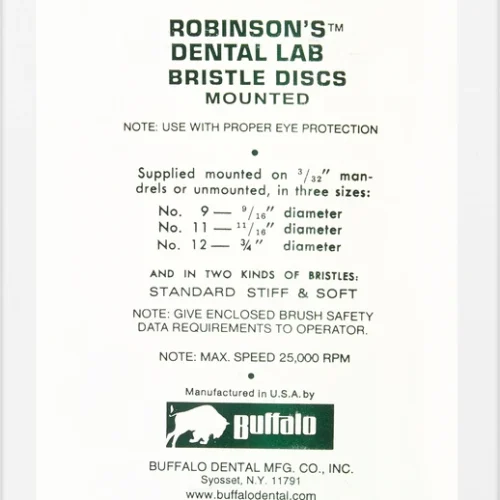 ROBINSON'S™
DENTAL LAB
BRISTLE DISCS
MOUNTED
NOTE: USE WITH PROPER EYE PROTECTION
•
Supplied mounted on 3/32" man-
drels or unmounted, in three sizes:
No. 9 — 9/16" diameter
No. 11 — 11/16" diameter
No. 12 — 3/4" diameter
AND IN TWO KINDS OF BRISTLES:
STANDARD STIFF & SOFT
NOTE: GIVE ENCLOSED BRUSH SAFETY
DATA REQUIREMENTS TO OPERATOR.
NOTE: MAX. SPEED 25,000 RPM
•
Manufactured in U.S.A. by
Buffalo
BUFFALO DENTAL MFG. CO., INC.
Syosset, N.Y. 11791
www.buffalodental.com